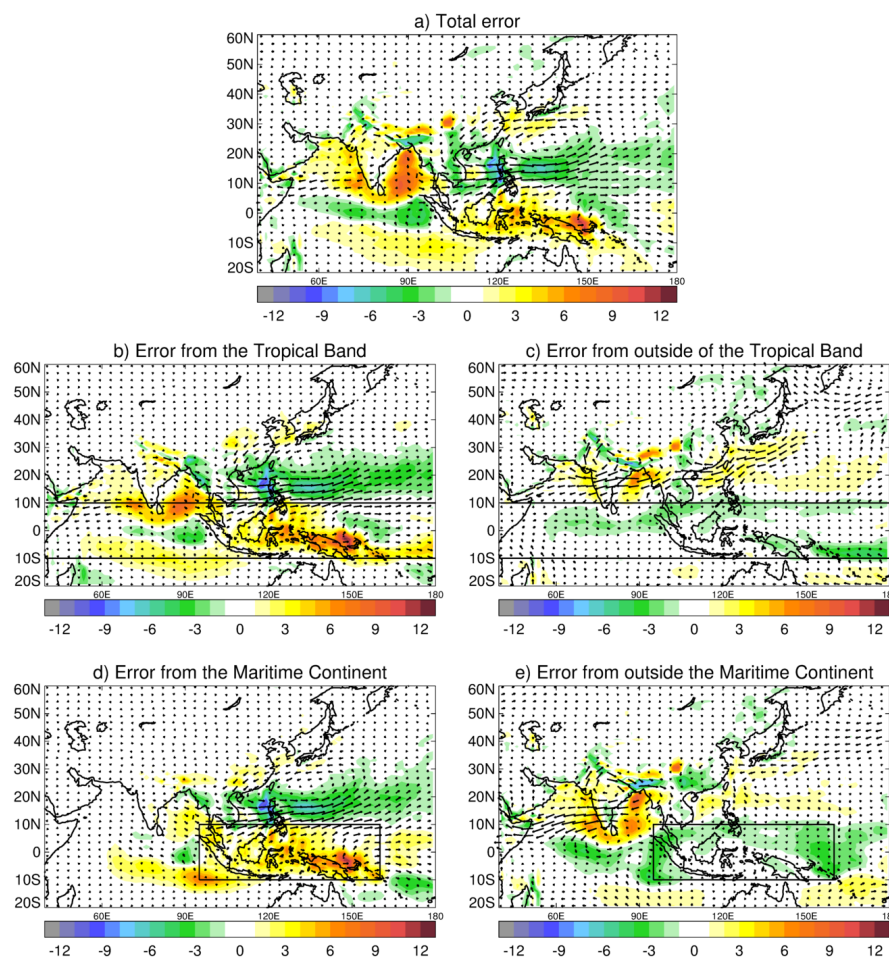 a) Total error
60N
50N
40N
30N
20N
10N
0
10S
20S
60E 90E 120E 150E 180
-12 -9 -6 -3 0 3 6 9 12
b) Error from the Tropical Band
60N
50N
40N
30N
20N
10N
0
10S
20S
60E 90E 120E 150E 180
-12 -9 -6 -3 0 3 6 9 12
c) Error from outside of the Tropical Band
60N
50N
40N
30N
20N
10N
0
10S
20S
60E 90E 120E 150E 18
-12 -9 -6 -3 0 3 6 9 12
d) Error from the Maritime Continent
60N
50N
40N
30N
20N
10N
0
10S
20S
60E 90E 120E 150E 180
-12 -9 -6 -3 0 3 6 9 12
e) Error from outside the Maritime Continent
60N
50N
40N
30N
20N
10N
0
10S
20S
60E 90E 120E 150E 18
-12 -9 -6 -3 0 3 6 9 12